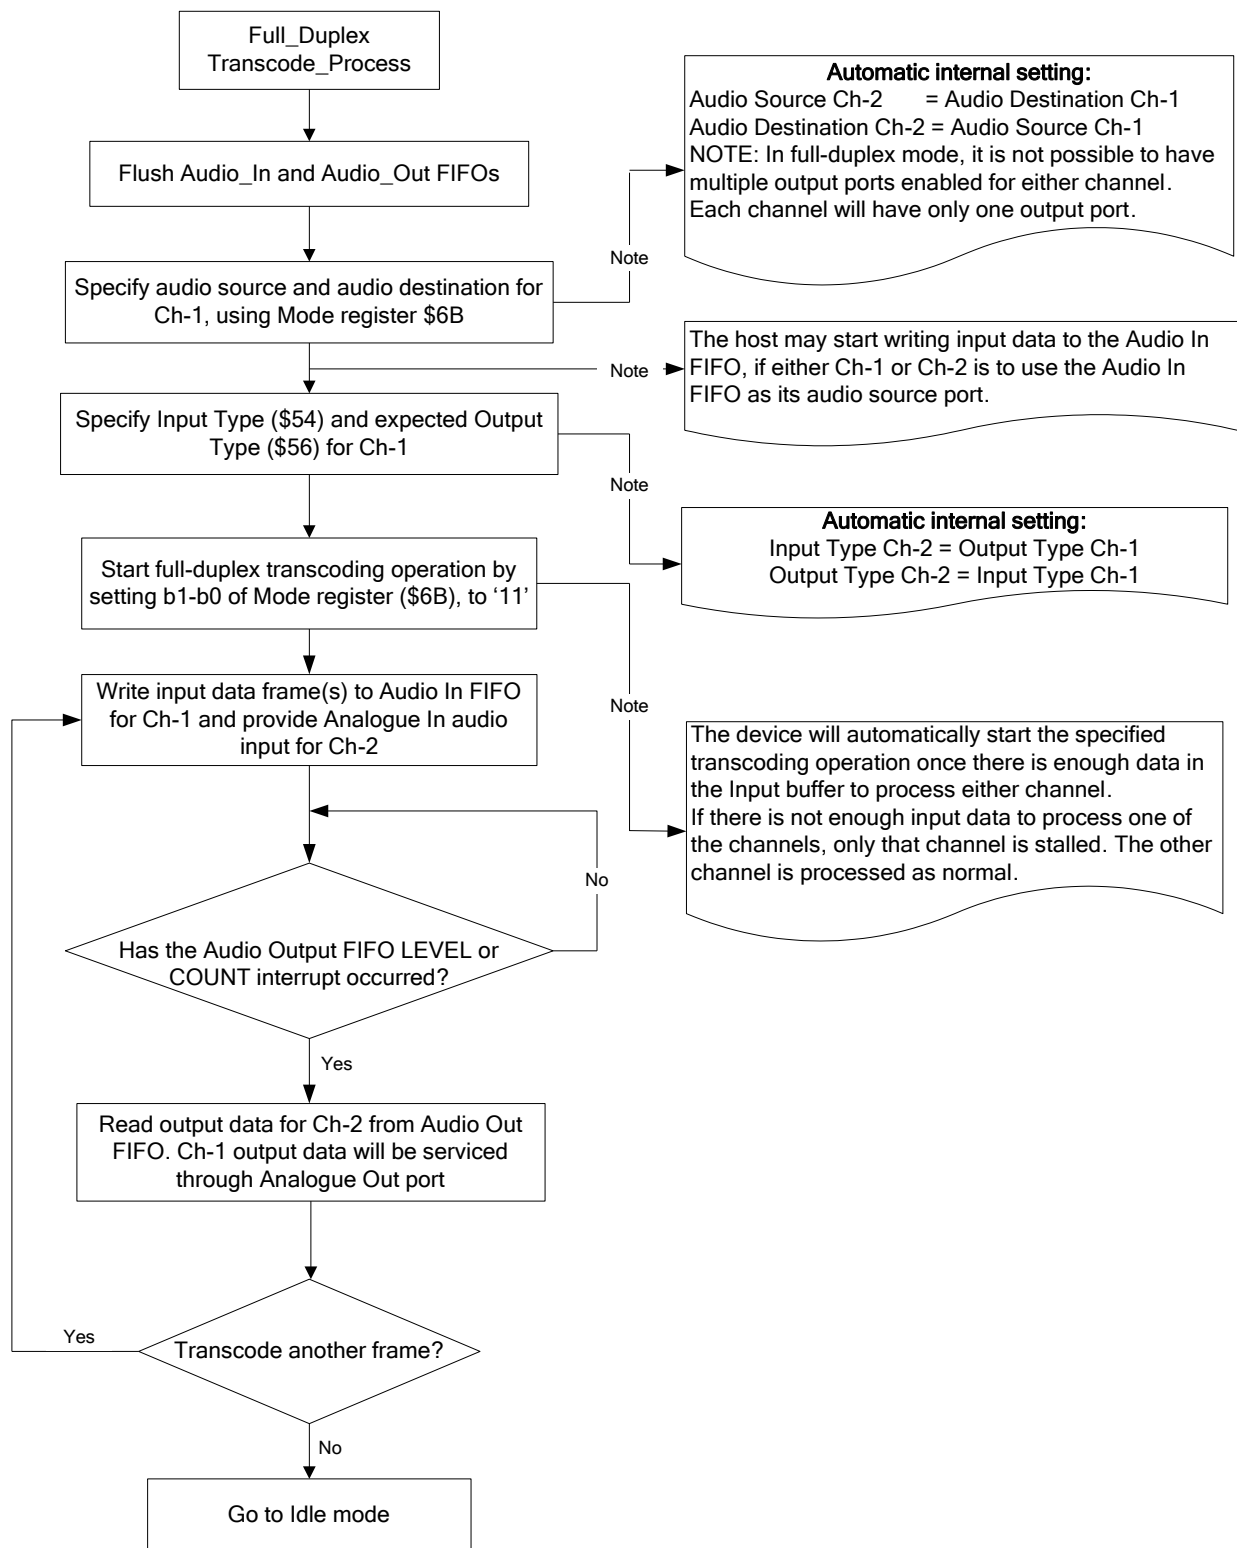 Full_Duplex
Transcode_Process
Flush Audio_In and Audio_Out FIFOs
Automatic internal setting:
Audio Source Ch-2 = Audio Destination Ch-1
Audio Destination Ch-2 = Audio Source Ch-1
NOTE: In full-duplex mode, it is not possible to have
multiple output ports enabled for either channel.
Each channel will have only one output port.
Note
Specify audio source and audio destination for
Ch-1, using Mode register $6B
Note
The host may start writing input data to the Audio In
FIFO, if either Ch-1 or Ch-2 is to use the Audio In
FIFO as its audio source port.
Specify Input Type ($54) and expected Output
Type ($56) for Ch-1
Note
Automatic internal setting:
Input Type Ch-2 = Output Type Ch-1
Output Type Ch-2 = Input Type Ch-1
Start full-duplex transcoding operation by
setting b1-b0 of Mode register ($6B), to ‘11’
Note
Write input data frame(s) to Audio In FIFO
for Ch-1 and provide Analogue In audio
input for Ch-2
The device will automatically start the specified
transcoding operation once there is enough data in
the Input buffer to process either channel.
If there is not enough input data to process one of
the channels, only that channel is stalled. The other
channel is processed as normal.
No
Has the Audio Output FIFO LEVEL or
COUNT interrupt occurred?
Yes
Read output data for Ch-2 from Audio Out
FIFO. Ch-1 output data will be serviced
through Analogue Out port
Yes
Transcode another frame?
No
Go to Idle mode